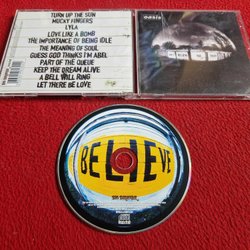 TURN UP THE SUN
MUCKY FINGERS
LYLA
LOVE LIKE A BOMB
THE IMPORTANCE OF BEING IDLE
THE MEANING OF SOUL
GUESS GOD THINKS I'M ABEL
PART OF THE QUEUE
KEEP THE DREAM ALIVE
A BELL WILL RING
LET THERE BE LOVE
oasis
BELIEVE